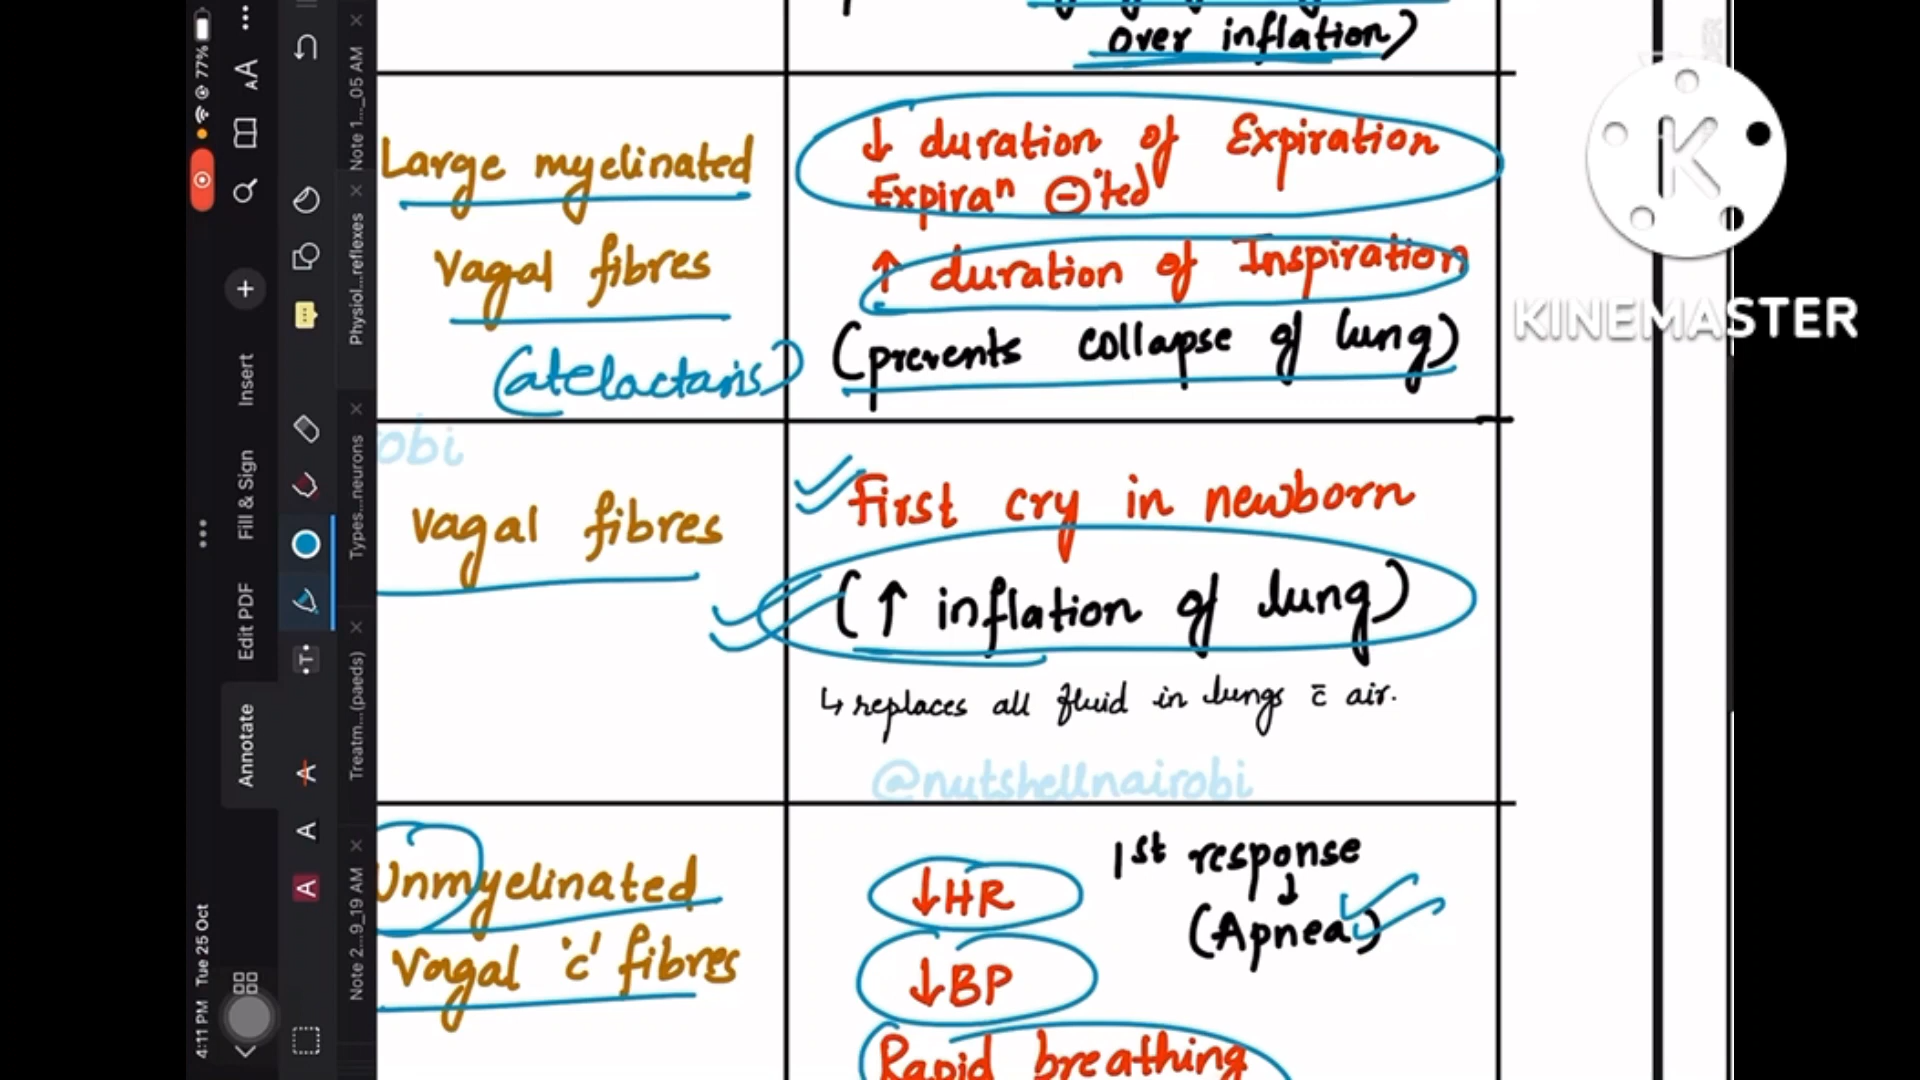 over inflation)
Large myelinated
vagal fibres
(atelactasis)
↓ duration of Expiration
Expiraⁿ ⊖'ted
↑ duration of Inspiration
(prevents collapse of lung)
obi
vagal fibres
First cry in newborn
(↑ inflation of lung)
↳ replaces all fluid in lungs c̄ air.
@nutshellnairobi
Unmyelinated
Vagal 'c' fibres
↓HR
↓BP
Rapid breathing
1st response
↓
(Apnea)
K
KINEMASTER
4:11 PM Tue 25 Oct
77%
AA
Insert
Fill & Sign
Edit PDF
Annotate
Note 1..._05 AM
Physiol...reflexes
Types...neurons
Treatm...(paeds)
Note 2...9_19 AM
T
A
A
A